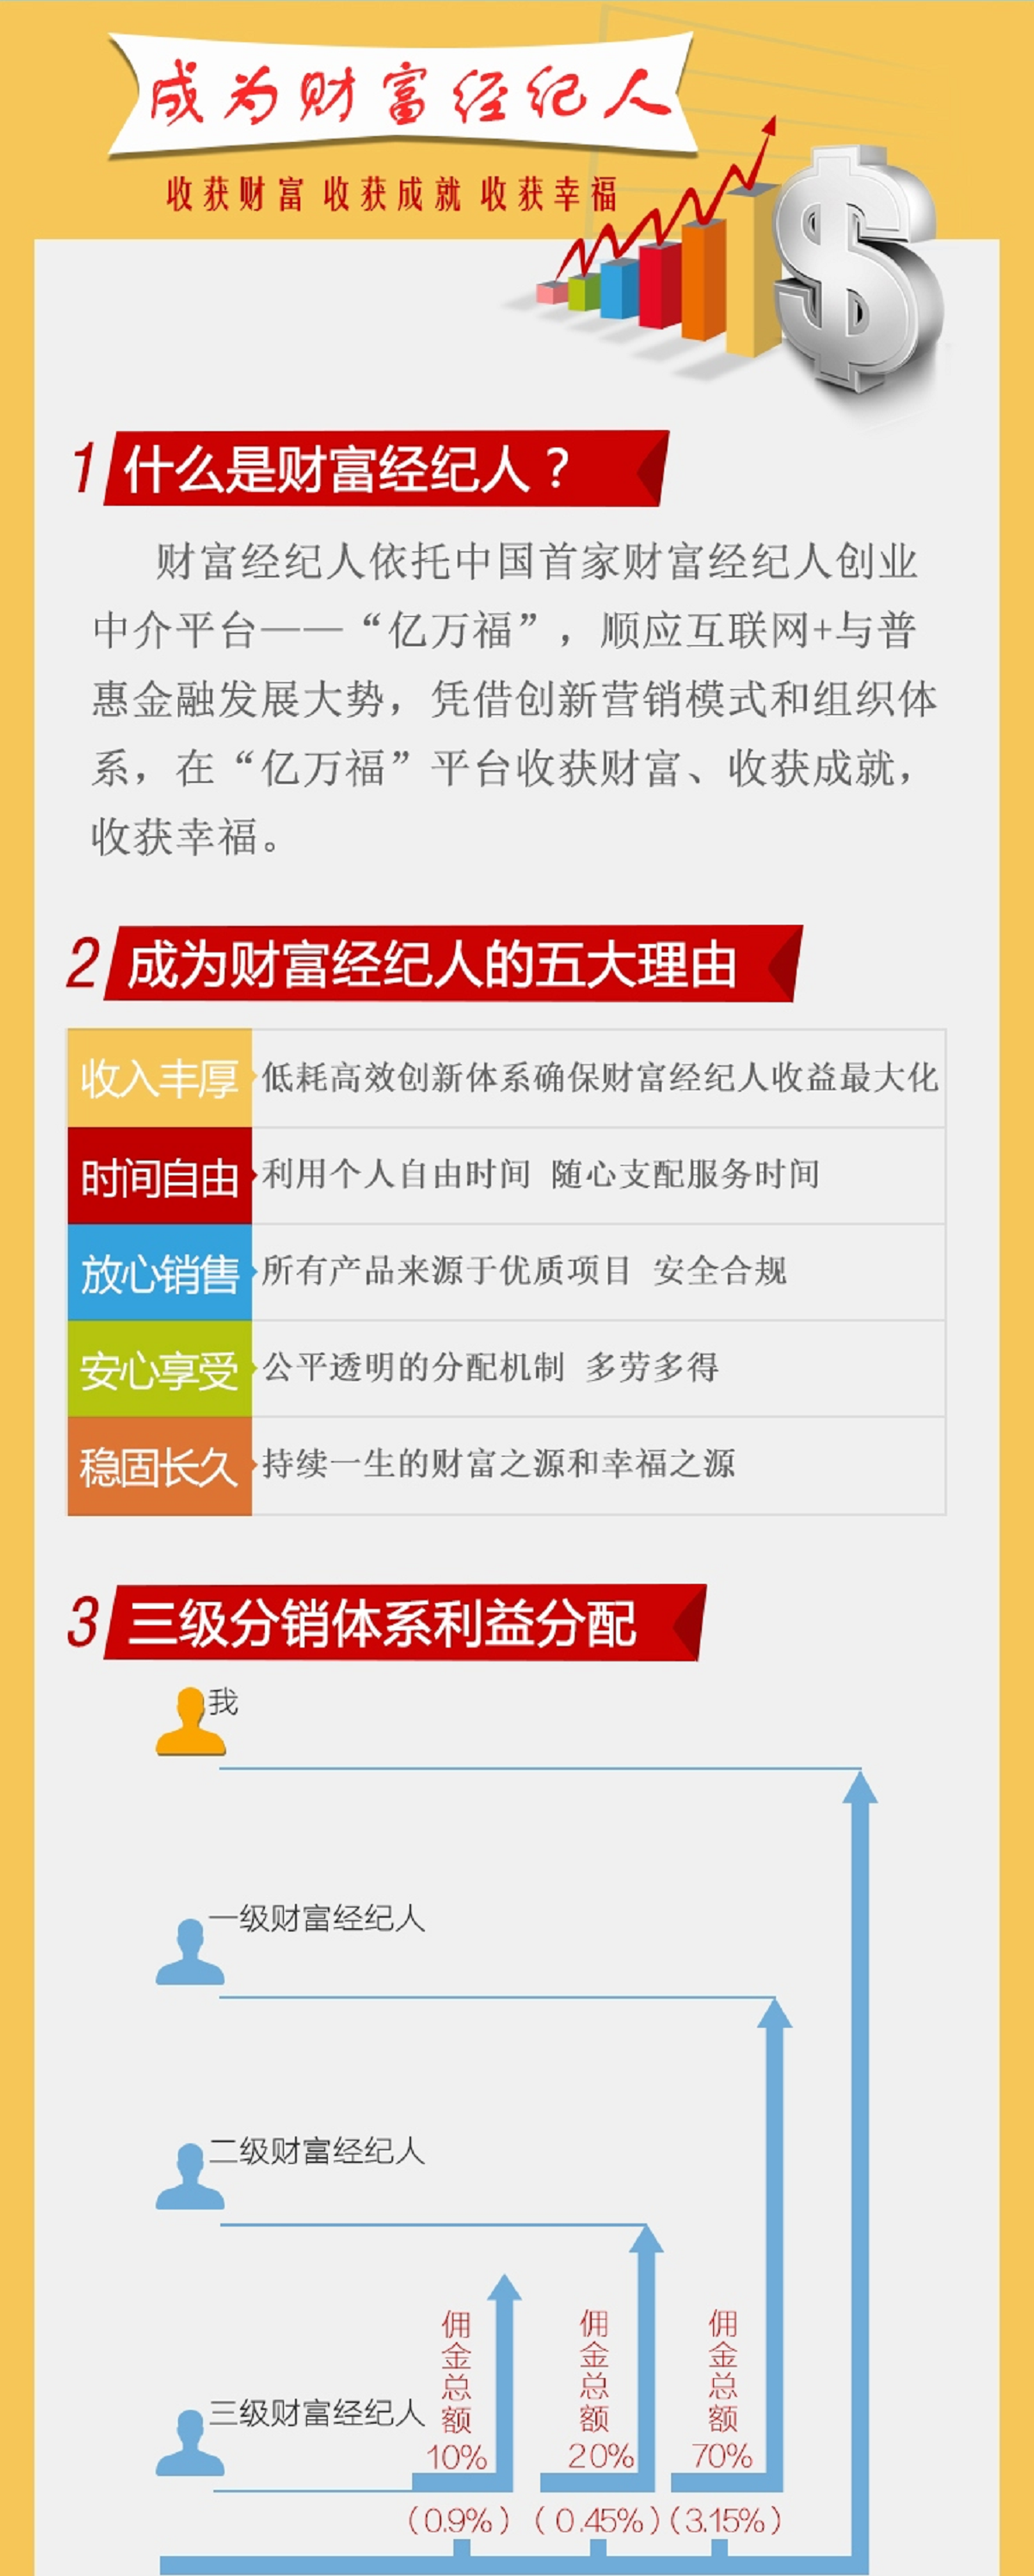 成为财富经纪人
收获财富 收获成就 收获幸福
1 什么是财富经纪人？
财富经纪人依托中国首家财富经纪人创业
中介平台——“亿万福”，顺应互联网+与普
惠金融发展大势，凭借创新营销模式和组织体
系，在“亿万福”平台收获财富、收获成就，
收获幸福。
2 成为财富经纪人的五大理由
收入丰厚 低耗高效创新体系确保财富经纪人收益最大化
时间自由 利用个人自由时间 随心支配服务时间
放心销售 所有产品来源于优质项目 安全合规
安心享受 公平透明的分配机制 多劳多得
稳固长久 持续一生的财富之源和幸福之源
3 三级分销体系利益分配
我
一级财富经纪人
二级财富经纪人
三级财富经纪人
佣金总额
10%
佣金总额
20%
佣金总额
70%
(0.9%) (0.45%) (3.15%)